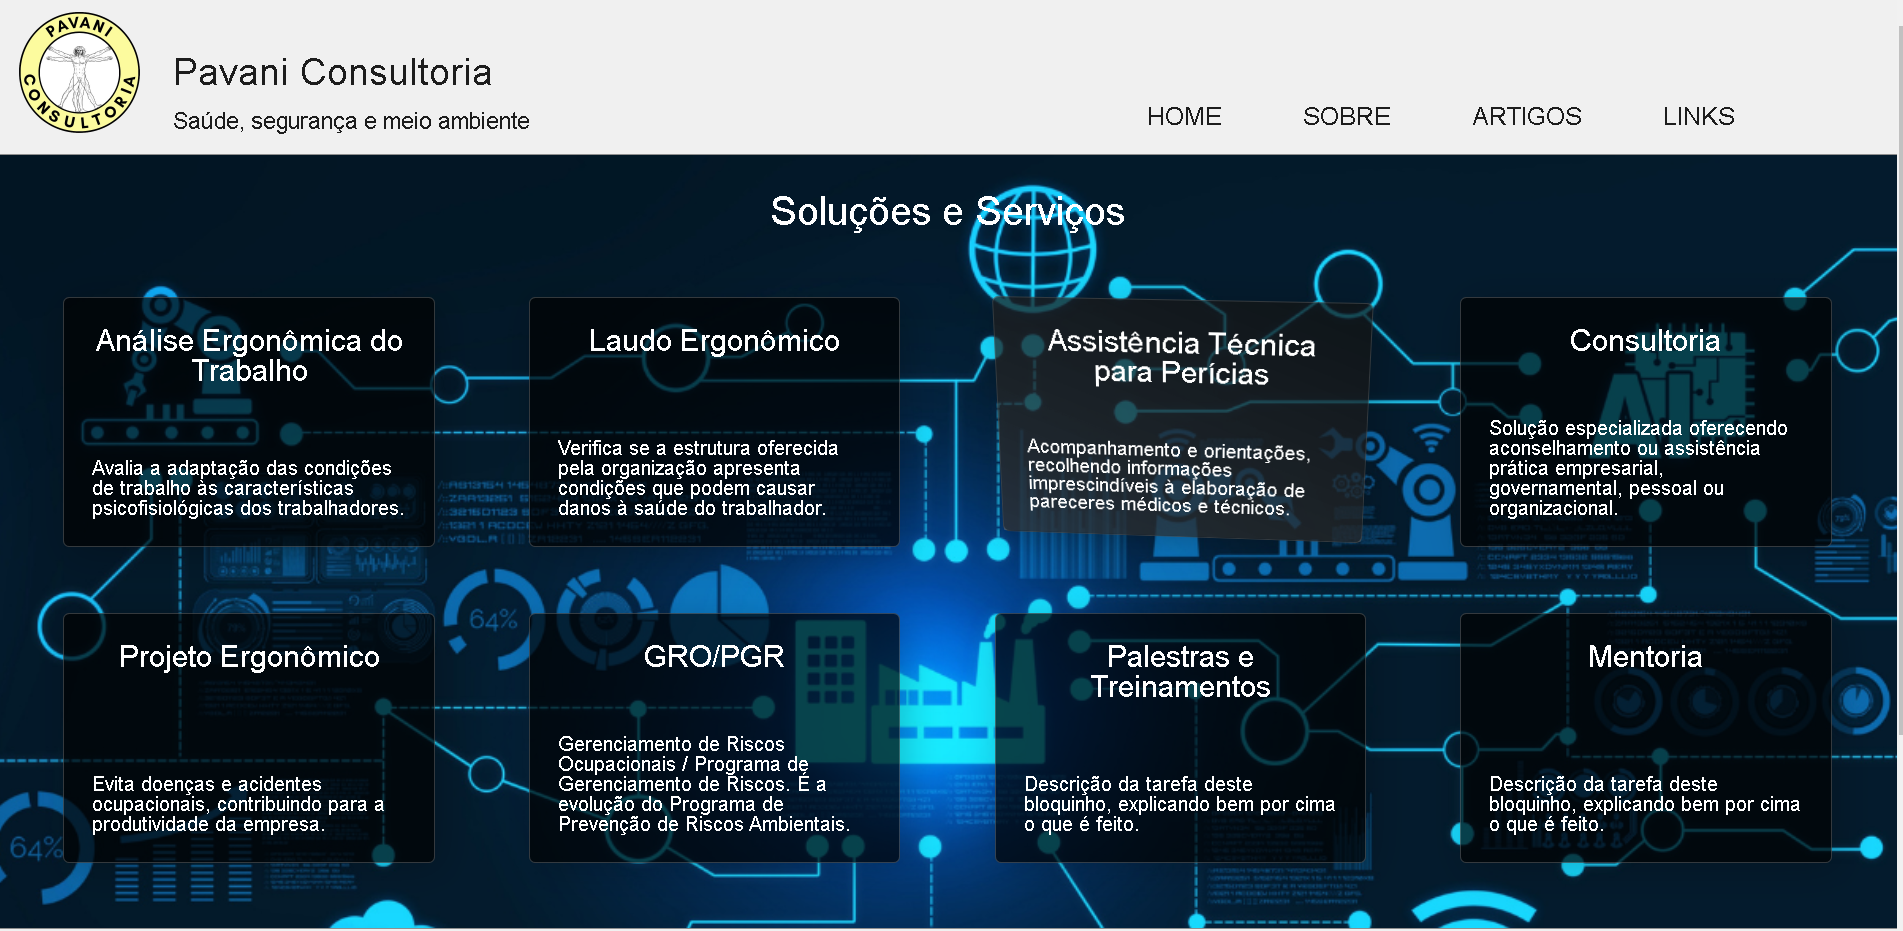 PAVANI CONSULTORIA
Pavani Consultoria
Saúde, segurança e meio ambiente
HOME SOBRE ARTIGOS LINKS
Soluções e Serviços
Análise Ergonômica do
Trabalho
Avalia a adaptação das condições
de trabalho às características
psicofisiológicas dos trabalhadores.
Laudo Ergonômico
Verifica se a estrutura oferecida
pela organização apresenta
condições que podem causar
danos à saúde do trabalhador.
Assistência Técnica
para Perícias
Acompanhamento e orientações,
recolhendo informações
imprescindíveis à elaboração de
pareceres médicos e técnicos.
Consultoria
Solução especializada oferecendo
aconselhamento ou assistência
prática empresarial,
governamental, pessoal ou
organizacional.
64%
Projeto Ergonômico
Evita doenças e acidentes
ocupacionais, contribuindo para a
produtividade da empresa.
GRO/PGR
Gerenciamento de Riscos
Ocupacionais / Programa de
Gerenciamento de Riscos. É a
evolução do Programa de
Prevenção de Riscos Ambientais.
Palestras e
Treinamentos
Descrição da tarefa deste
bloquinho, explicando bem por cima
o que é feito.
Mentoria
Descrição da tarefa deste
bloquinho, explicando bem por cima
o que é feito.
64%